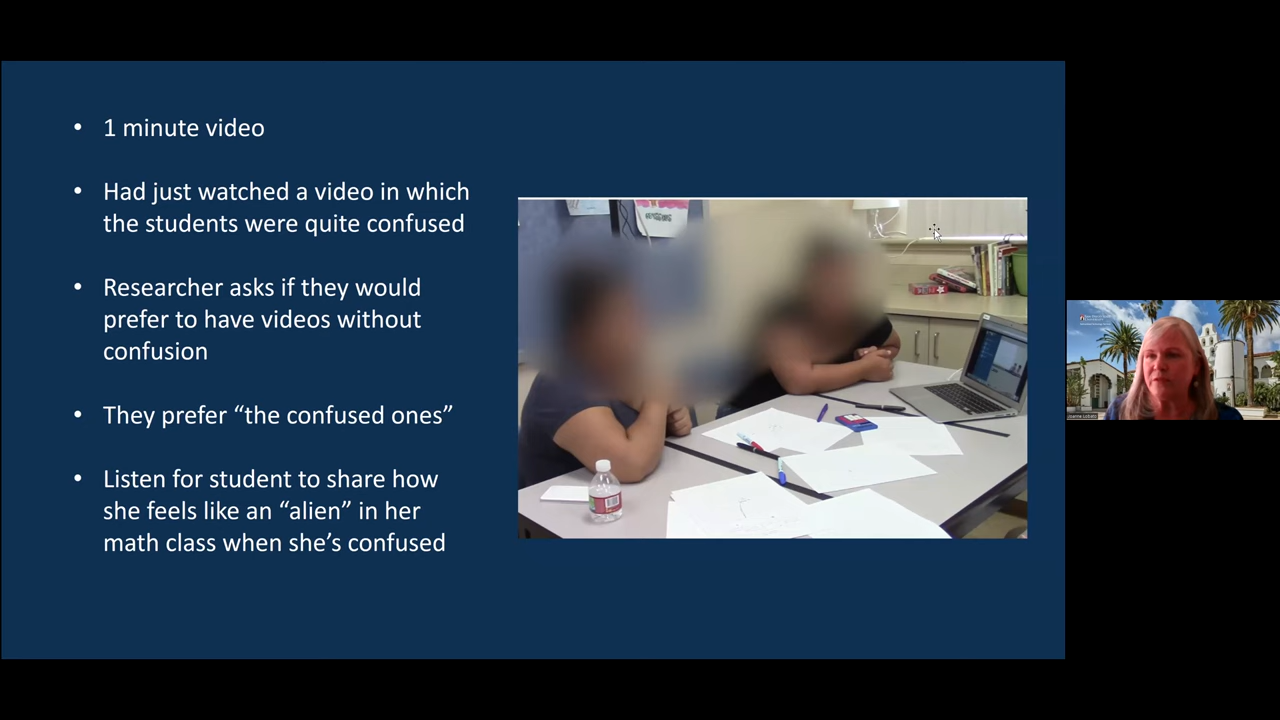 • 1 minute video
• Had just watched a video in which
the students were quite confused
• Researcher asks if they would
prefer to have videos without
confusion
• They prefer “the confused ones”
• Listen for student to share how
she feels like an “alien” in her
math class when she’s confused
Joanne Lobato